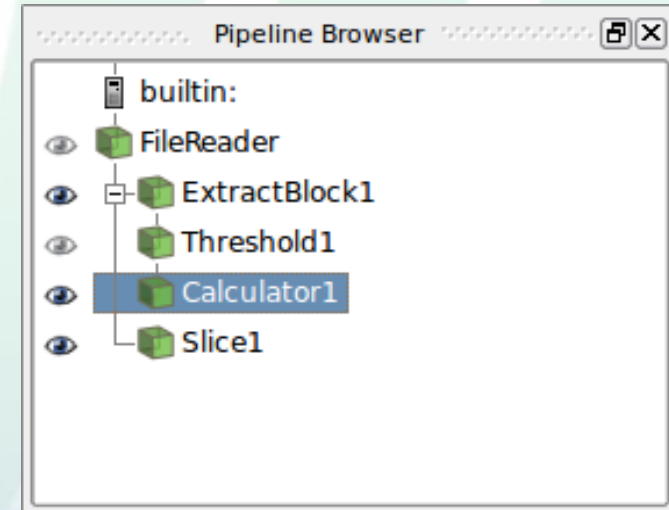 Pipeline Browser
builtin:
FileReader
ExtractBlock1
Threshold1
Calculator1
Slice1